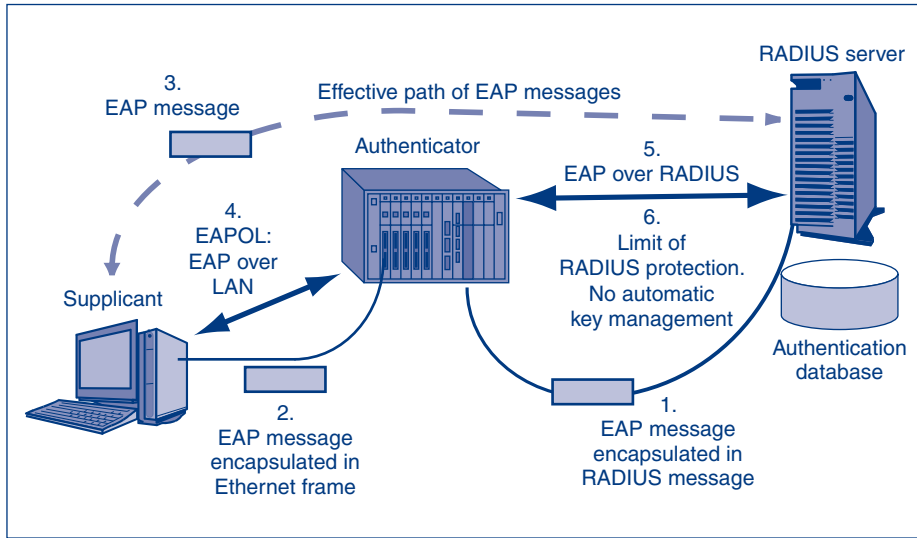 RADIUS server
3.
EAP message
Effective path of EAP messages
Authenticator
5.
EAP over RADIUS
4.
EAPOL:
EAP over
LAN
6.
Limit of
RADIUS protection.
No automatic
key management
Supplicant
Authentication
database
2.
EAP message
encapsulated in
Ethernet frame
1.
EAP message
encapsulated in
RADIUS message